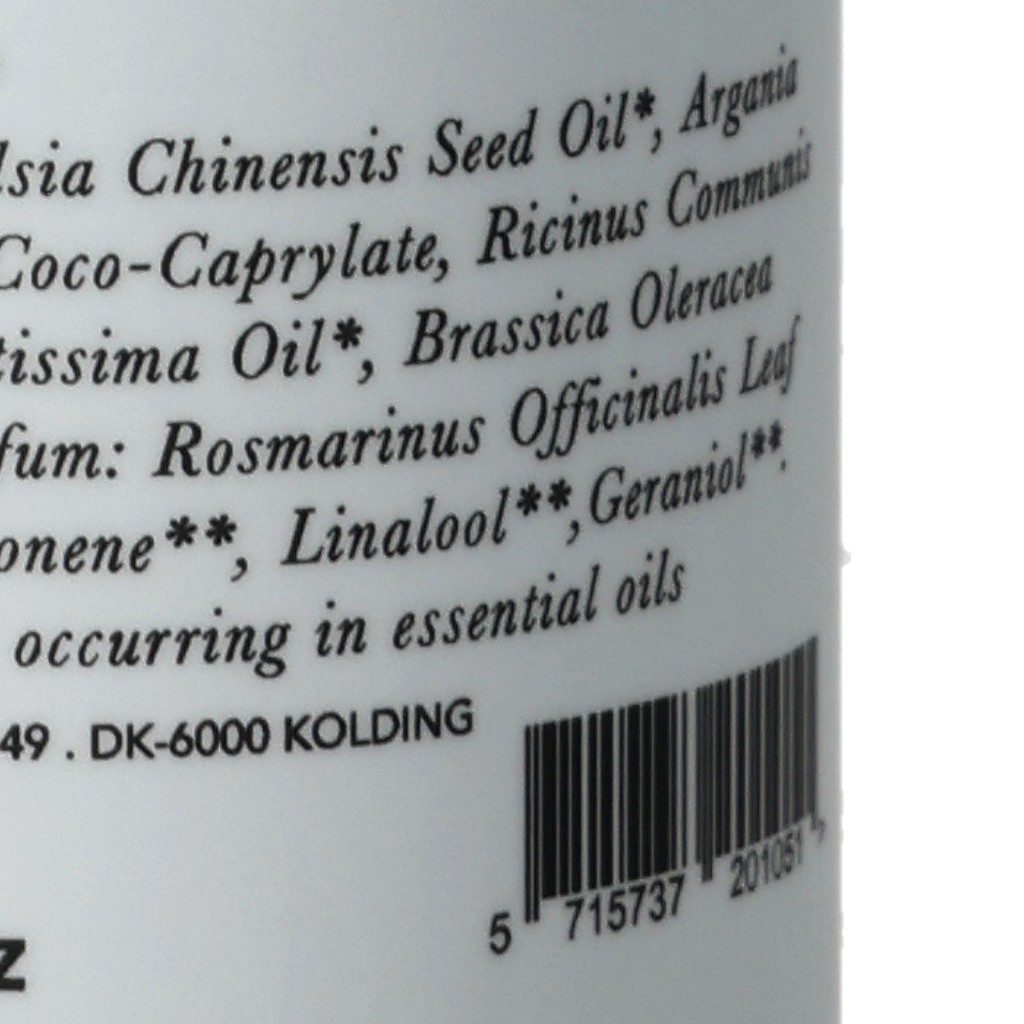 lsia Chinensis Seed Oil*, Argania
Coco-Caprylate, Ricinus Communis
tissima Oil*, Brassica Oleracea
fum: Rosmarinus Officinalis Leaf
onene**, Linalool**, Geraniol**.
occurring in essential oils
49 . DK-6000 KOLDING
5 715737 201051
z